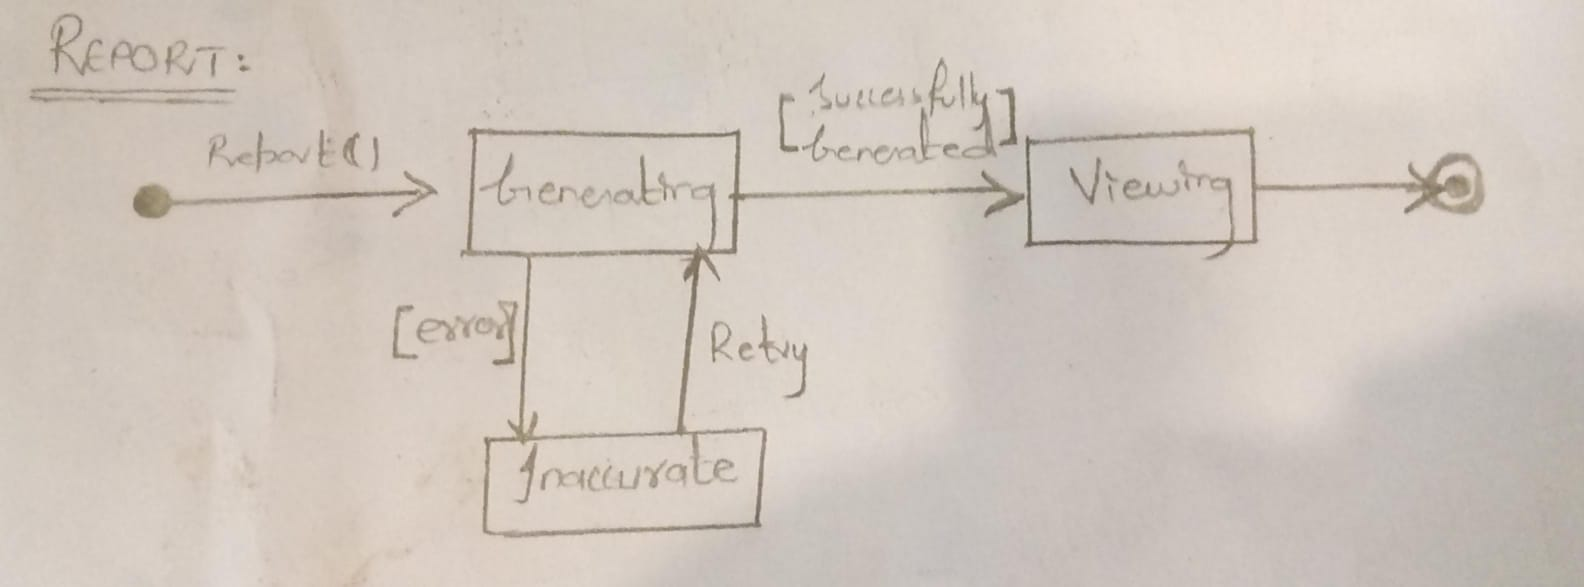 REPORT:
Report()
[Successfully
Generated]
Generating
Viewing
[error]
Retry
Inaccurate